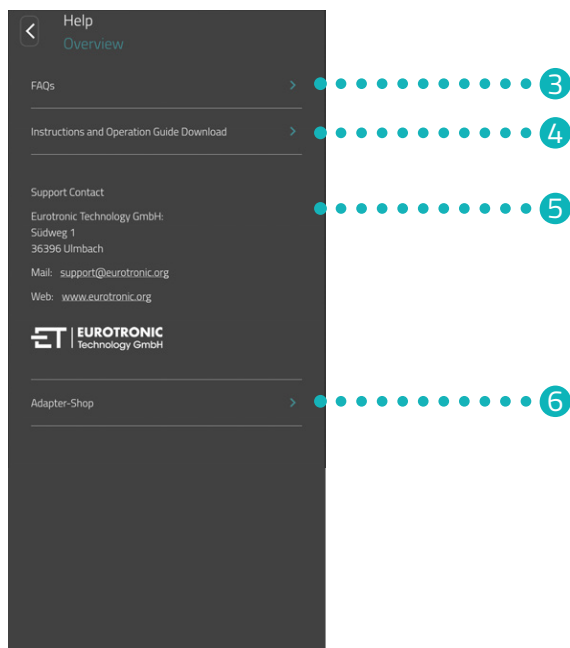 Help
Overview
FAQs
3
Instructions and Operation Guide Download
4
Support Contact
5
Eurotronic Technology GmbH:
Südweg 1
36396 Ulmbach
Mail: support@eurotronic.org
Web: www.eurotronic.org
ET EUROTRONIC
Technology GmbH
Adapter-Shop
6